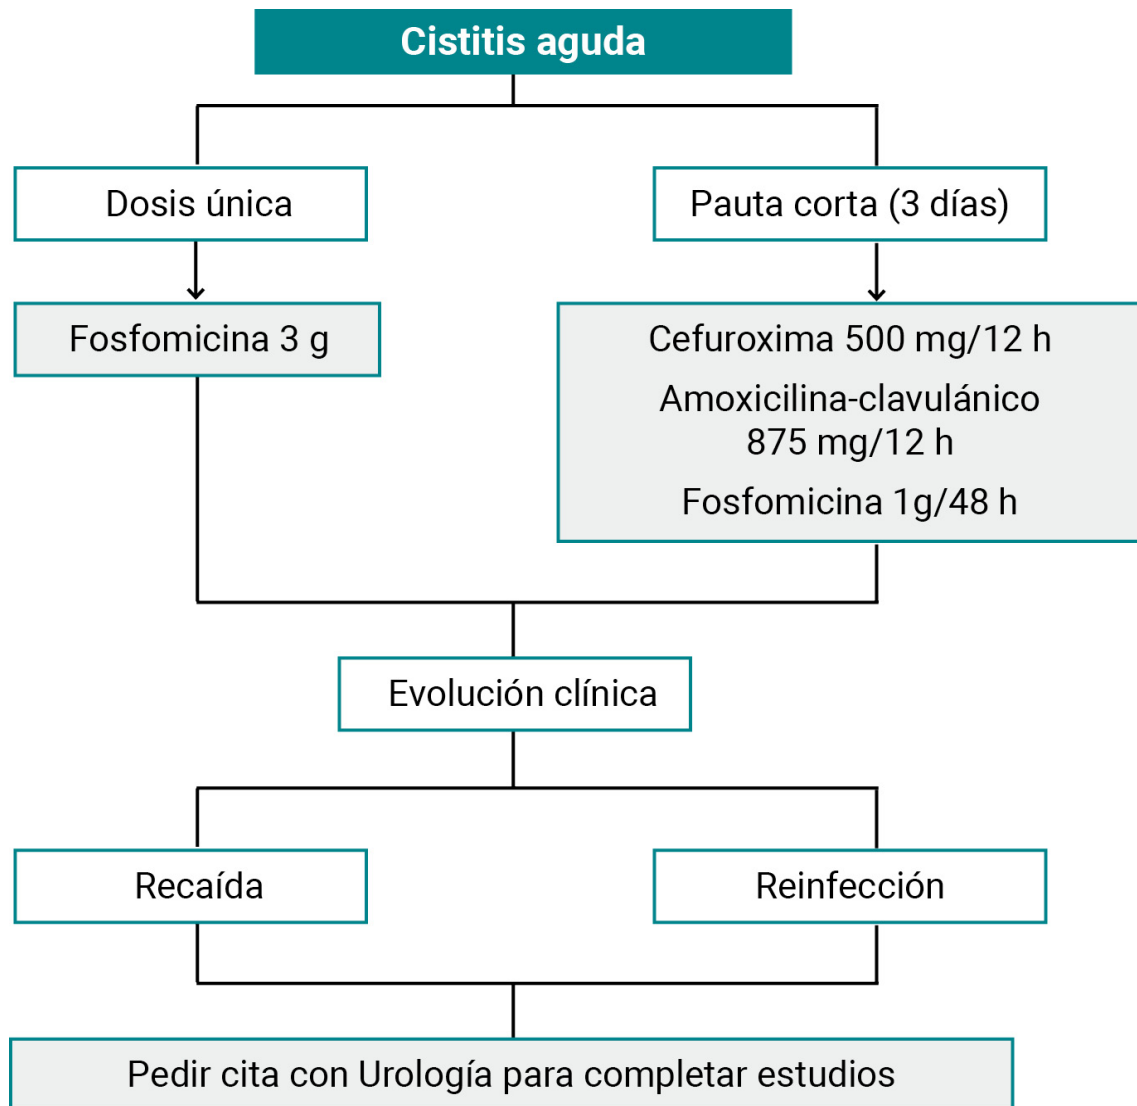 Cistitis aguda
Dosis única
Pauta corta (3 días)
Fosfomicina 3 g
Cefuroxima 500 mg/12 h
Amoxicilina-clavulánico
875 mg/12 h
Fosfomicina 1g/48 h
Evolución clínica
Recaída
Reinfección
Pedir cita con Urología para completar estudios